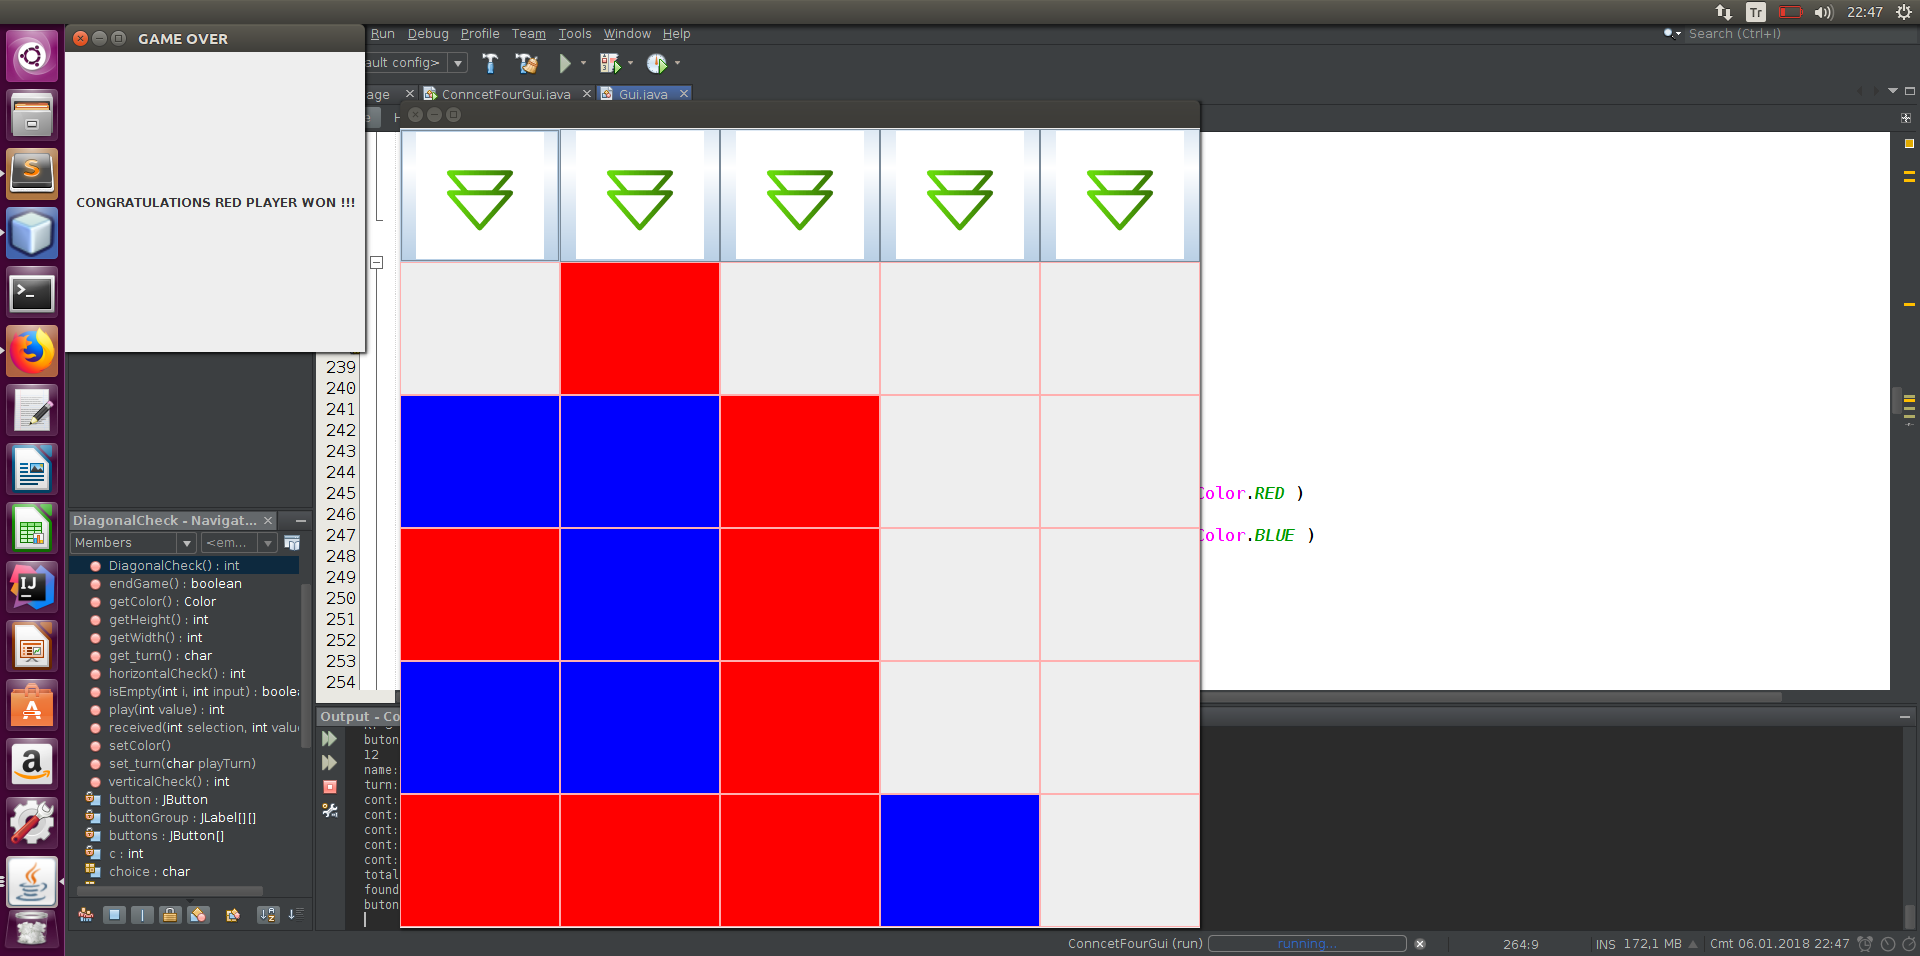 Tr
22:47
GAME OVER
Run Debug Profile Team Tools Window Help
Search (Ctrl+I)
ault config>
age
ConncetFourGui.java
Gui.java
CONGRATULATIONS RED PLAYER WON !!!
239
240
241
242
243
244
245
246
247
248
249
250
251
252
253
254
Color.RED )
Color.BLUE )
DiagonalCheck - Navigat...
Members
<em...
DiagonalCheck() : int
endGame() : boolean
getColor() : Color
getHeight() : int
getWidth() : int
get_turn() : char
horizontalCheck() : int
isEmpty(int i, int input) : boolea
play(int value) : int
received(int selection, int valu
setColor()
set_turn(char playTurn)
verticalCheck() : int
button : JButton
buttonGroup : JLabel[][]
buttons : JButton[]
c : int
choice : char
Output - Co
buton
12
name:
turn:
cont:
cont:
cont:
cont:
cont:
total
found
buton
ConncetFourGui (run)
running...
264:9
INS
172,1 MB
Cmt 06.01.2018 22:47